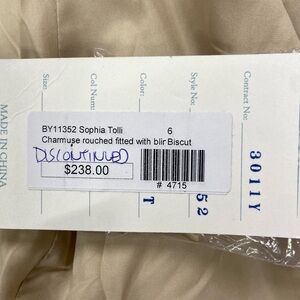 Contract No:
Style No:
Color:
Col Num:
Size:
8011Y
52
T
MADE IN CHINA
BY11352 Sophia Tolli 6
Charmuse rouched fitted with blir Biscut
DISCONTINUED
$238.00
# 4715